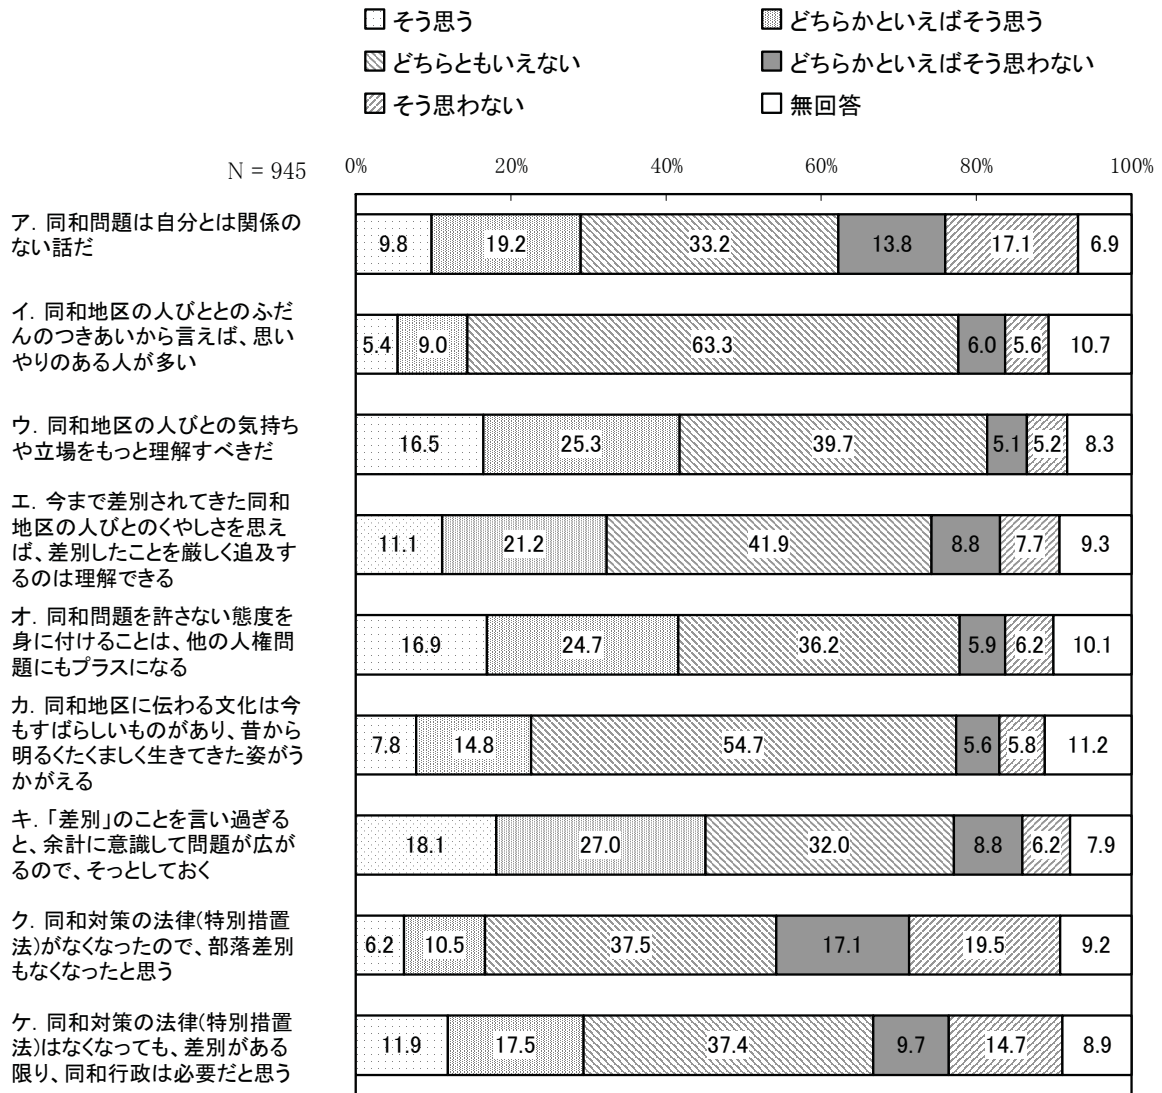 そう思う
どちらかといえばそう思う
どちらともいえない
どちらかといえばそう思わない
そう思わない
無回答
N = 945
0%
20%
40%
60%
80%
100%
ア. 同和問題は自分とは関係の
ない話だ
9.8
19.2
33.2
13.8
17.1
6.9
イ. 同和地区の人びととのふだ
んのつきあいから言えば、思い
やりのある人が多い
5.4
9.0
63.3
6.0
5.6
10.7
ウ. 同和地区の人びとの気持ち
や立場をもっと理解すべきだ
16.5
25.3
39.7
5.1
5.2
8.3
エ. 今まで差別されてきた同和
地区の人びとのくやしさを思え
ば、差別したことを厳しく追及す
るのは理解できる
11.1
21.2
41.9
8.8
7.7
9.3
オ. 同和問題を許さない態度を
身に付けることは、他の人権問
題にもプラスになる
16.9
24.7
36.2
5.9
6.2
10.1
カ. 同和地区に伝わる文化は今
もすばらしいものがあり、昔から
明るくたくましく生きてきた姿がう
かがえる
7.8
14.8
54.7
5.6
5.8
11.2
キ. 「差別」のことを言い過ぎる
と、余計に意識して問題が広が
るので、そっとしておく
18.1
27.0
32.0
8.8
6.2
7.9
ク. 同和対策の法律(特別措置
法)がなくなったので、部落差別
もなくなったと思う
6.2
10.5
37.5
17.1
19.5
9.2
ケ. 同和対策の法律(特別措置
法)はなくなっても、差別がある
限り、同和行政は必要だと思う
11.9
17.5
37.4
9.7
14.7
8.9